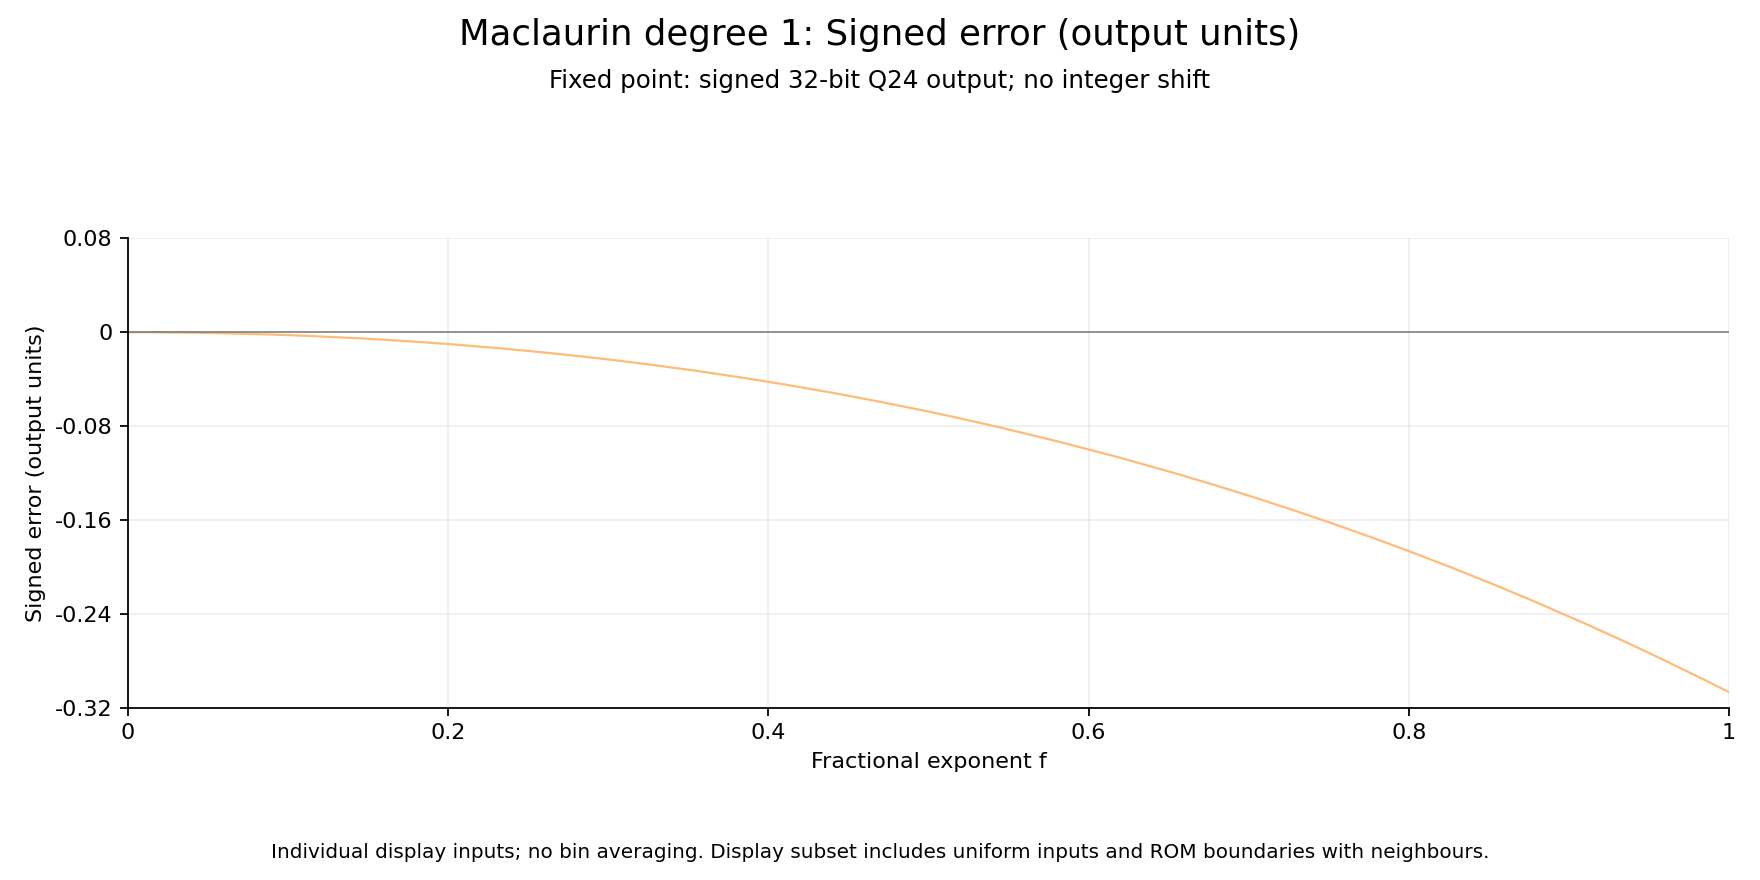 Maclaurin degree 1: Signed error (output units)
Fixed point: signed 32-bit Q24 output; no integer shift
Signed error (output units)
0.08
0
-0.08
-0.16
-0.24
-0.32
0 0.2 0.4 0.6 0.8 1
Fractional exponent f
Individual display inputs; no bin averaging. Display subset includes uniform inputs and ROM boundaries with neighbours.